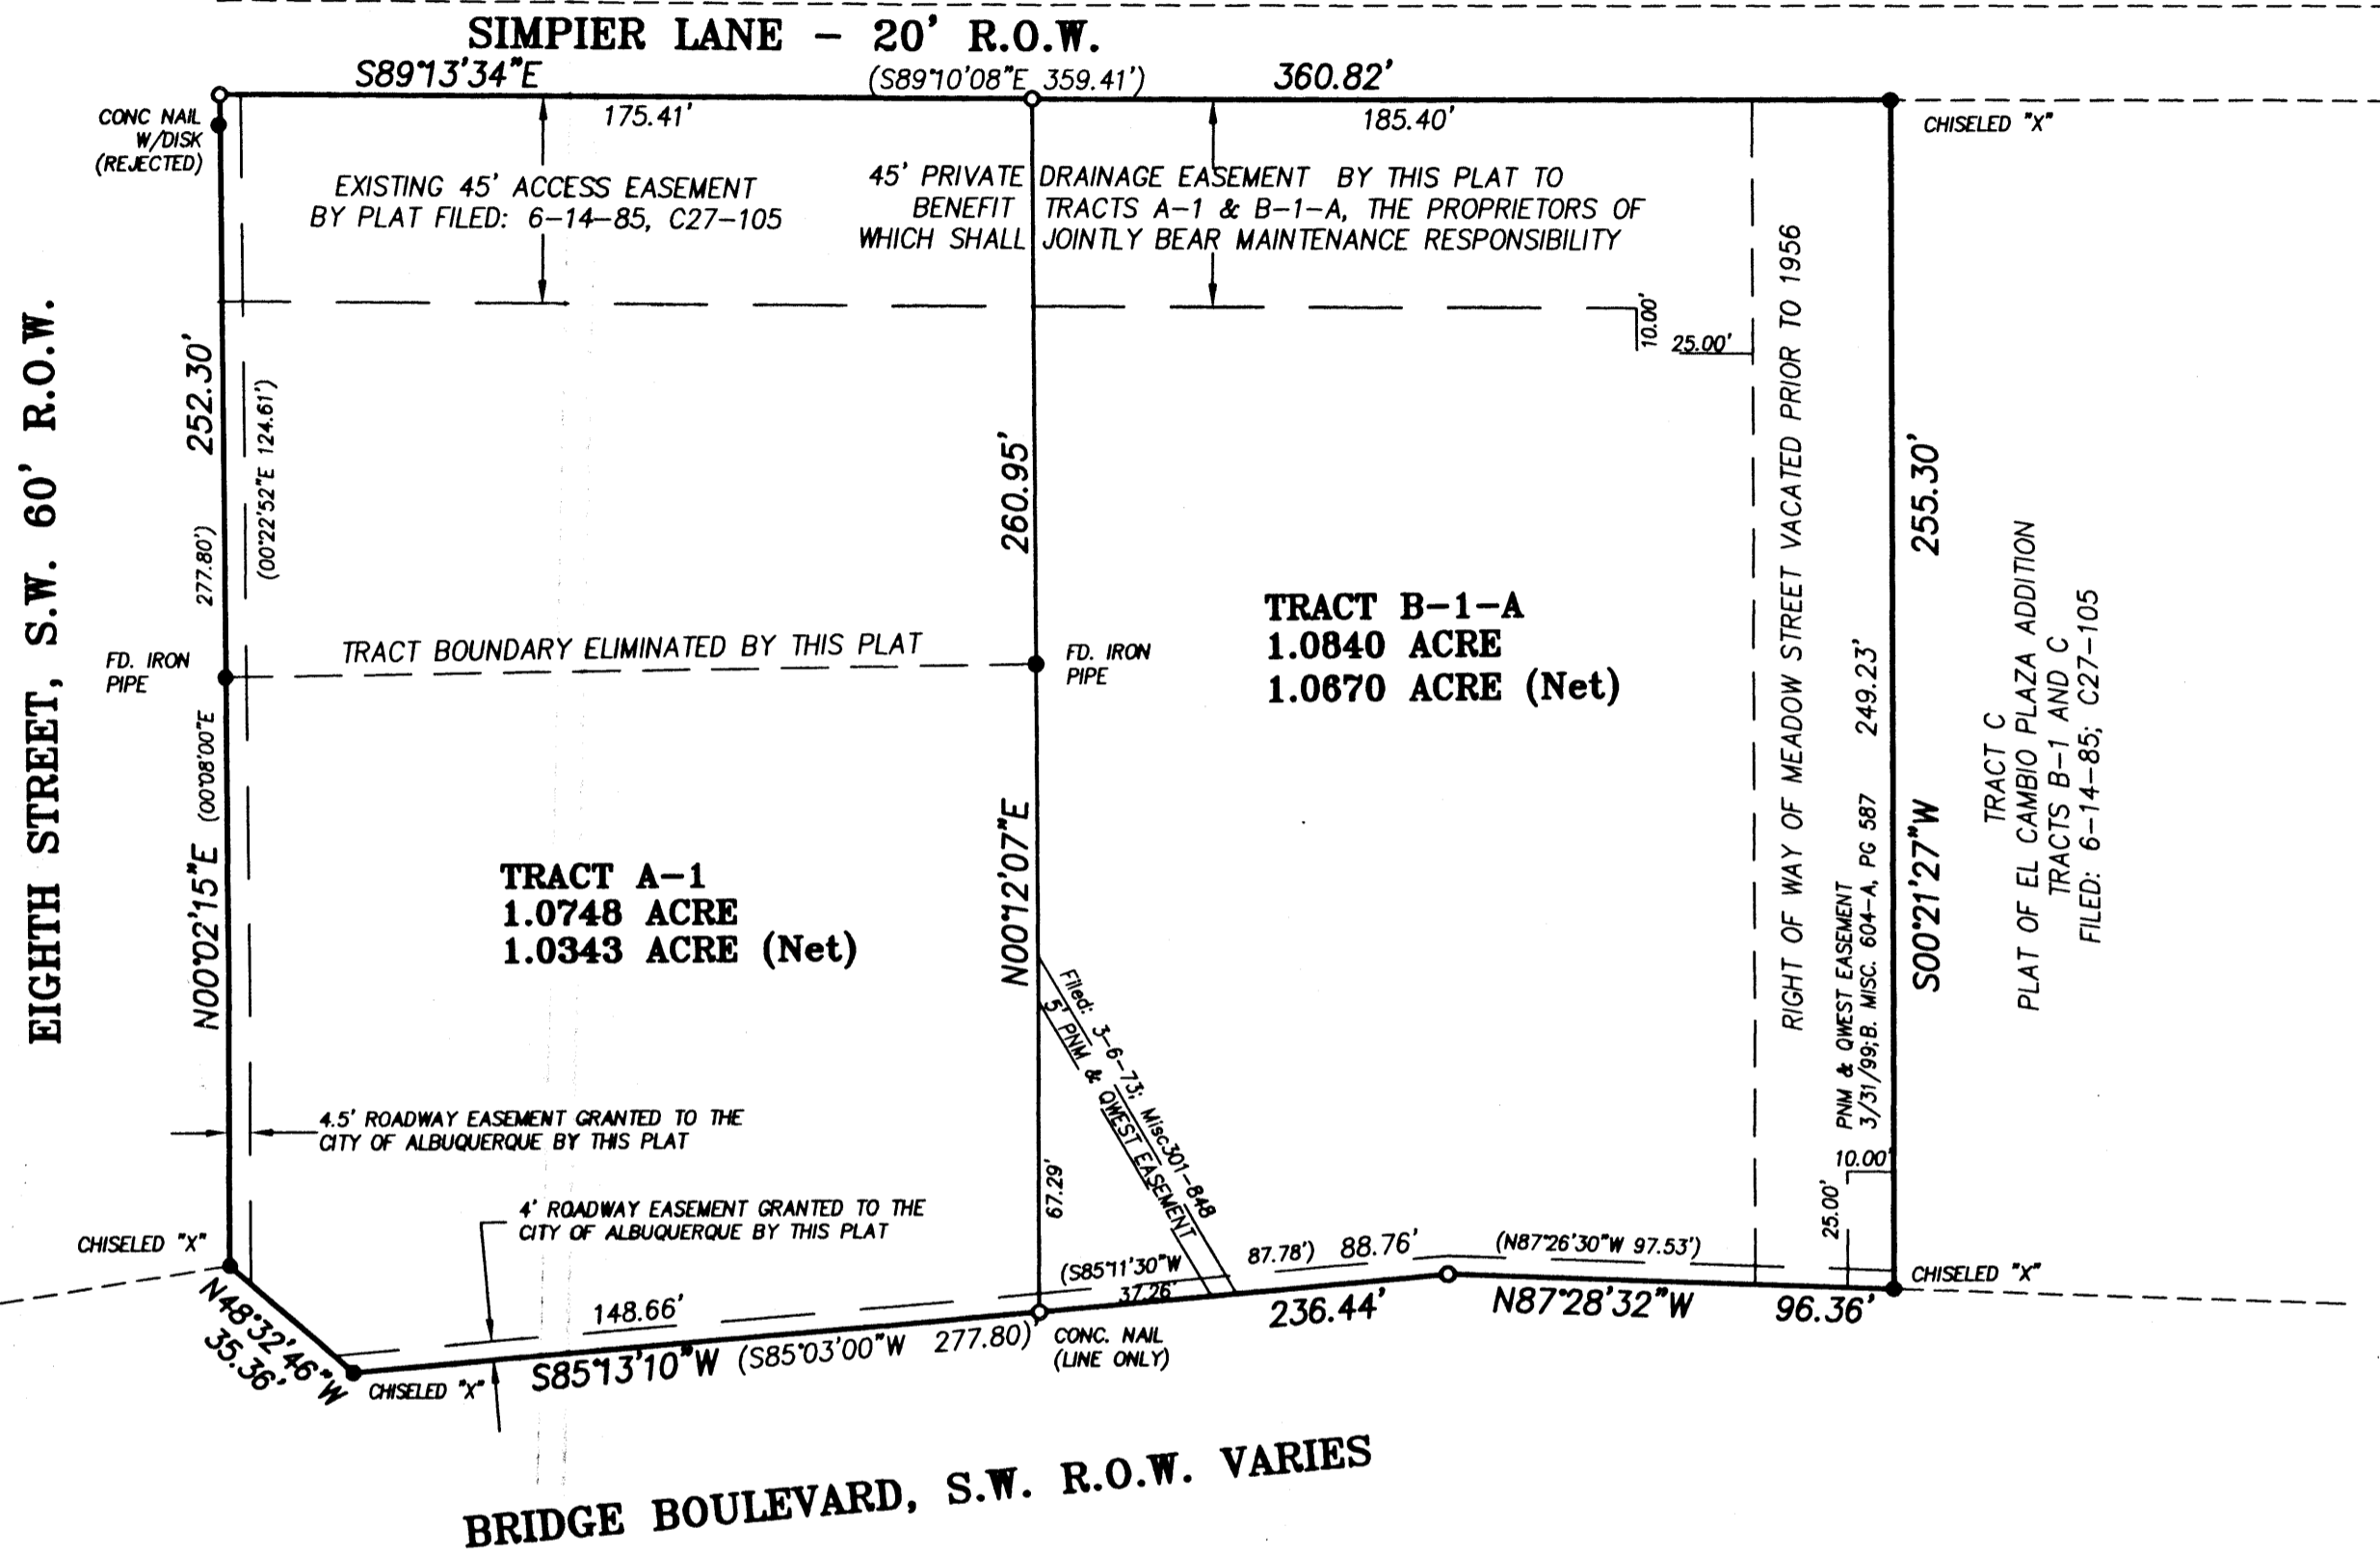 SIMPIER LANE - 20' R.O.W.
S89°13'34"E
(S89°10'08"E 359.41')
360.82'
175.41'
185.40'
CONC NAIL
W/DISK
(REJECTED)
CHISELED "X"
EXISTING 45' ACCESS EASEMENT
BY PLAT FILED: 6-14-85, C27-105
45' PRIVATE DRAINAGE EASEMENT BY THIS PLAT TO
BENEFIT TRACTS A-1 & B-1-A, THE PROPRIETORS OF
WHICH SHALL JOINTLY BEAR MAINTENANCE RESPONSIBILITY
10.00'
25.00'
RIGHT OF WAY OF MEADOW STREET VACATED PRIOR TO 1956
EIGHTH STREET, S.W. 60' R.O.W.
252.30'
(00°22'52"E 124.61')
277.80')
(00°08'00"E
N00°02'15"E
FD. IRON
PIPE
TRACT BOUNDARY ELIMINATED BY THIS PLAT
260.95'
N00°12'07"E
FD. IRON
PIPE
TRACT B-1-A
1.0840 ACRE
1.0670 ACRE (Net)
TRACT A-1
1.0748 ACRE
1.0343 ACRE (Net)
255.30'
S00°21'27"W
249.23'
PNM & QWEST EASEMENT
3/31/99;B. MISC. 604-A, PG 587
TRACT C
PLAT OF EL CAMBIO PLAZA ADDITION
TRACTS B-1 AND C
FILED: 6-14-85; C27-105
Filed: 3-6-73; Misc301-848
5' PNM & QWEST EASEMENT
67.29'
4.5' ROADWAY EASEMENT GRANTED TO THE
CITY OF ALBUQUERQUE BY THIS PLAT
4' ROADWAY EASEMENT GRANTED TO THE
CITY OF ALBUQUERQUE BY THIS PLAT
10.00'
25.00'
CHISELED "X"
N48°32'46"W
35.36'
CHISELED "X"
148.66'
S85°13'10"W (S85°03'00"W 277.80)'
CONC. NAIL
(LINE ONLY)
(S85°11'30"W 87.78') 88.76'
37.26'
236.44'
(N87°26'30"W 97.53')
N87°28'32"W 96.36'
CHISELED "X"
BRIDGE BOULEVARD, S.W. R.O.W. VARIES